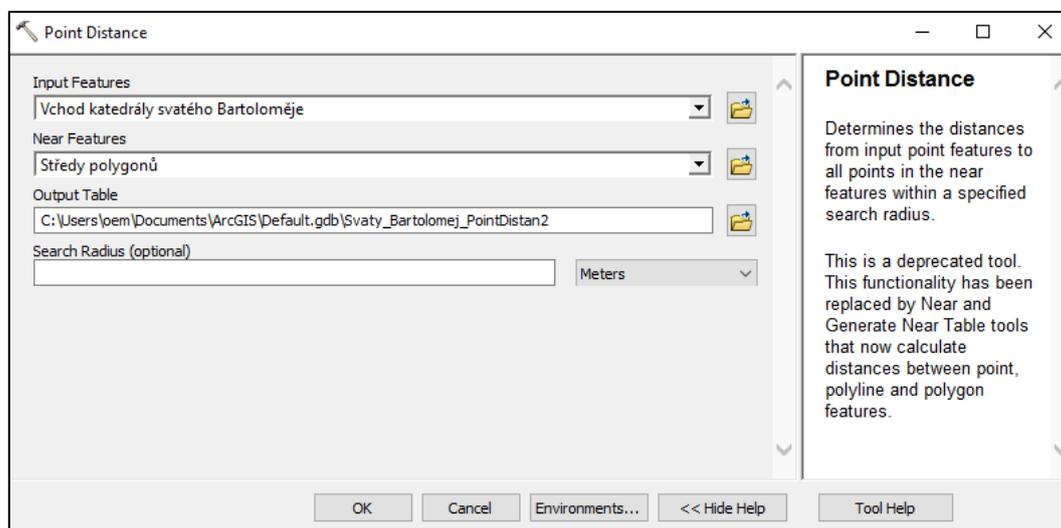 Point Distance
Input Features
Vchod katedrály svatého Bartoloměje
Near Features
Středy polygonů
Output Table
C:\Users\oem\Documents\ArcGIS\Default.gdb\Svaty_Bartolomej_PointDistan2
Search Radius (optional)
Meters
Point Distance
Determines the distances
from input point features to
all points in the near
features within a specified
search radius.
This is a deprecated tool.
This functionality has been
replaced by Near and
Generate Near Table tools
that now calculate
distances between point,
polyline and polygon
features.
OK
Cancel
Environments...
<< Hide Help
Tool Help